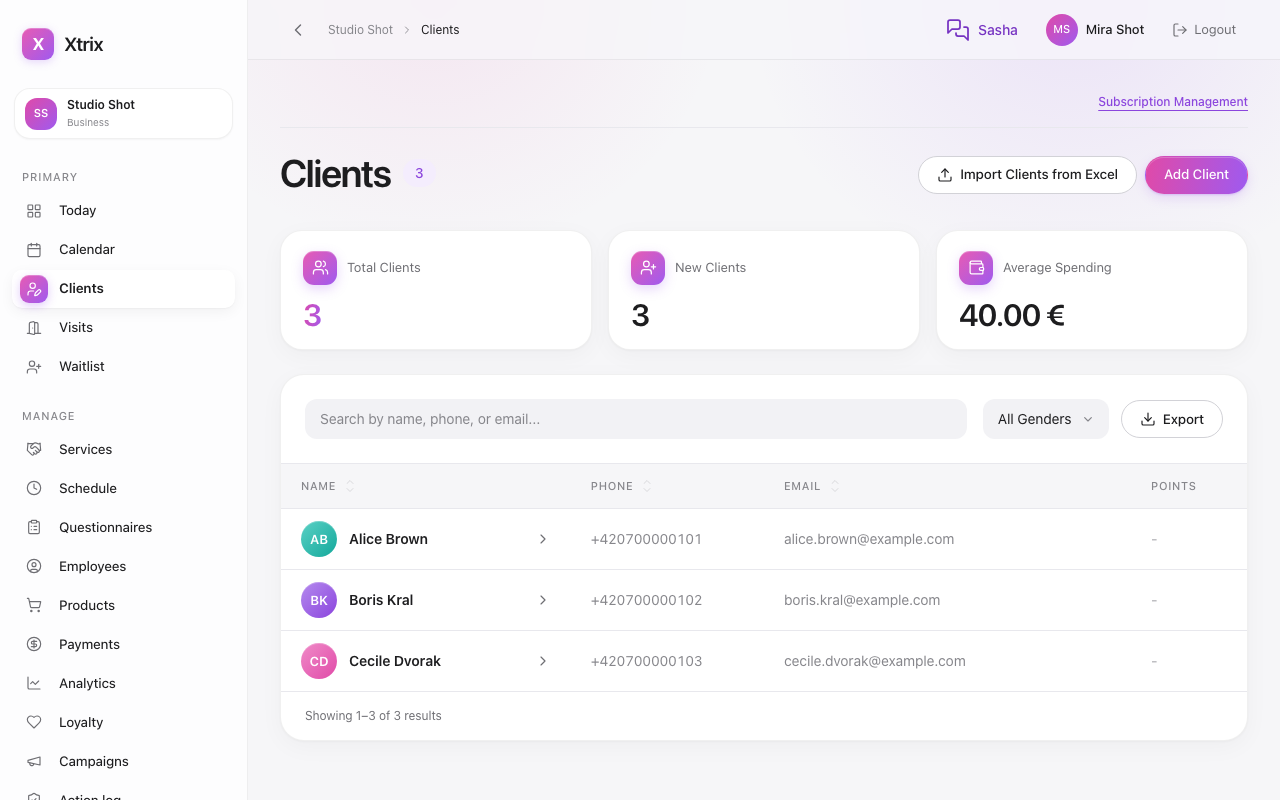 X Xtrix
SS Studio Shot
Business
PRIMARY
Today
Calendar
Clients
Visits
Waitlist
MANAGE
Services
Schedule
Questionnaires
Employees
Products
Payments
Analytics
Loyalty
Campaigns
Action log
Studio Shot > Clients
Sasha
MS Mira Shot
Logout
Subscription Management
Clients 3
Import Clients from Excel
Add Client
Total Clients
3
New Clients
3
Average Spending
40.00 €
Search by name, phone, or email...
All Genders
Export
NAME PHONE EMAIL POINTS
AB Alice Brown +420700000101 alice.brown@example.com -
BK Boris Kral +420700000102 boris.kral@example.com -
CD Cecile Dvorak +420700000103 cecile.dvorak@example.com -
Showing 1–3 of 3 results